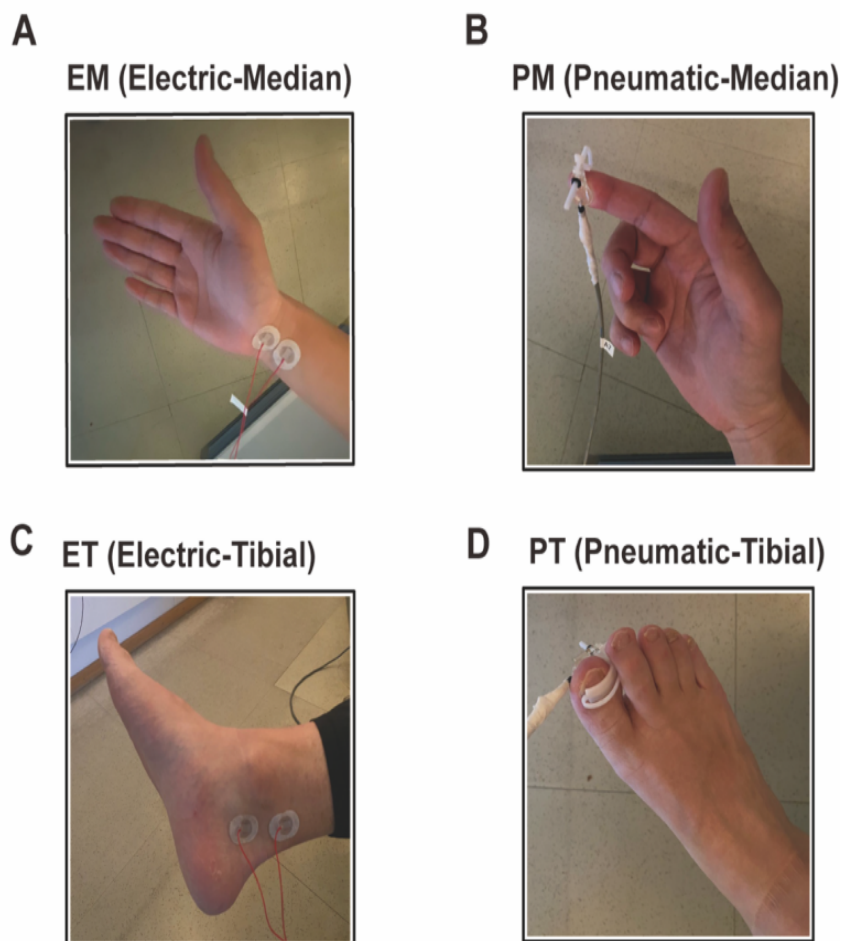 A
EM (Electric-Median)
B
PM (Pneumatic-Median)
C
ET (Electric-Tibial)
D
PT (Pneumatic-Tibial)